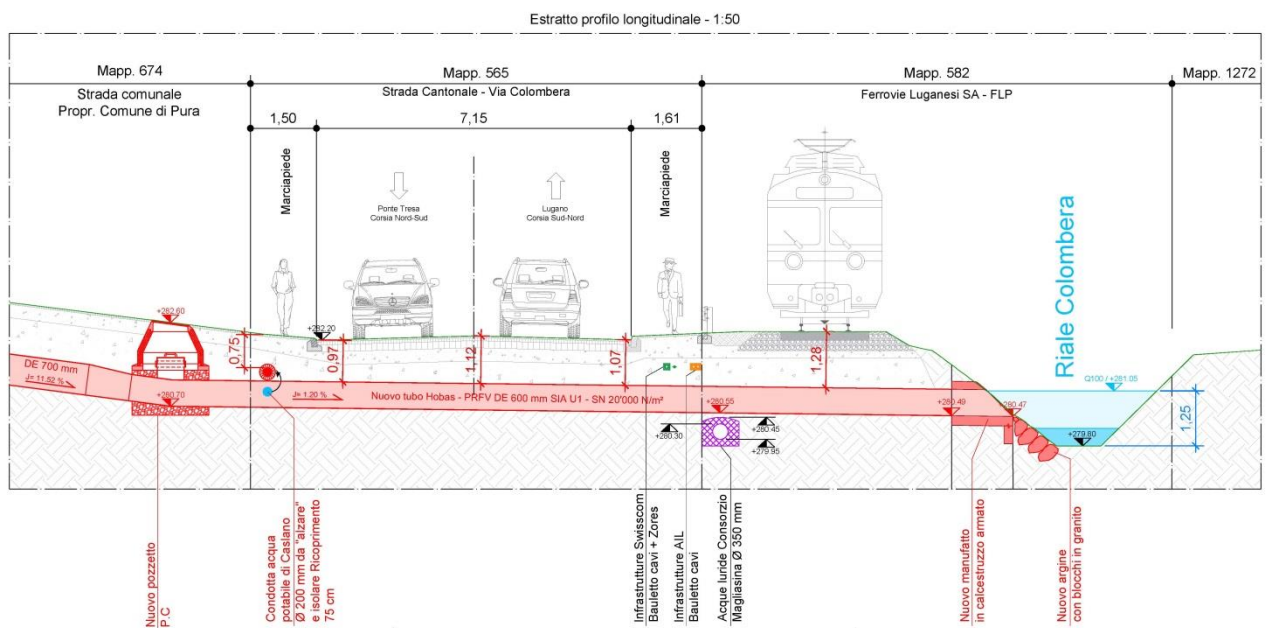 Estratto profilo longitudinale - 1:50
Mapp. 674
Mapp. 565
Mapp. 582
Mapp. 1272
Strada comunale
Propr. Comune di Pura
Strada Cantonale - Via Colombera
Ferrovie Luganesi SA - FLP
1,50
7,15
1,61
Marciapiede
Marciapiede
Ponte Tresa
Corsia Nord-Sud
Lugano
Corsia Sud-Nord
Riale Colombera
+282.60
+282.20
0,75
0,97
1,12
1,07
1,28
DE 700 mm
J= 11.52 %
J= 1.20 %
Nuovo tubo Hobas - PRFV DE 600 mm SIA U1 - SN 20'000 N/m²
Q100 / +281.05
1,25
+280.70
+280.55
+280.49
+280.47
+280.30
+280.45
+279.95
+279.80
Nuovo pozzetto
P.C
Condotta acqua
potabile di Caslano
Ø 200 mm da "alzare"
e isolare Ricoprimento
75 cm
Infrastrutture Swisscom
Bauletto cavi + Zores
Infrastrutture AIL
Bauletto cavi
Acque luride Consorzio
Magliasina Ø 350 mm
Nuovo manufatto
in calcestruzzo armato
Nuovo argine
con blocchi in granito